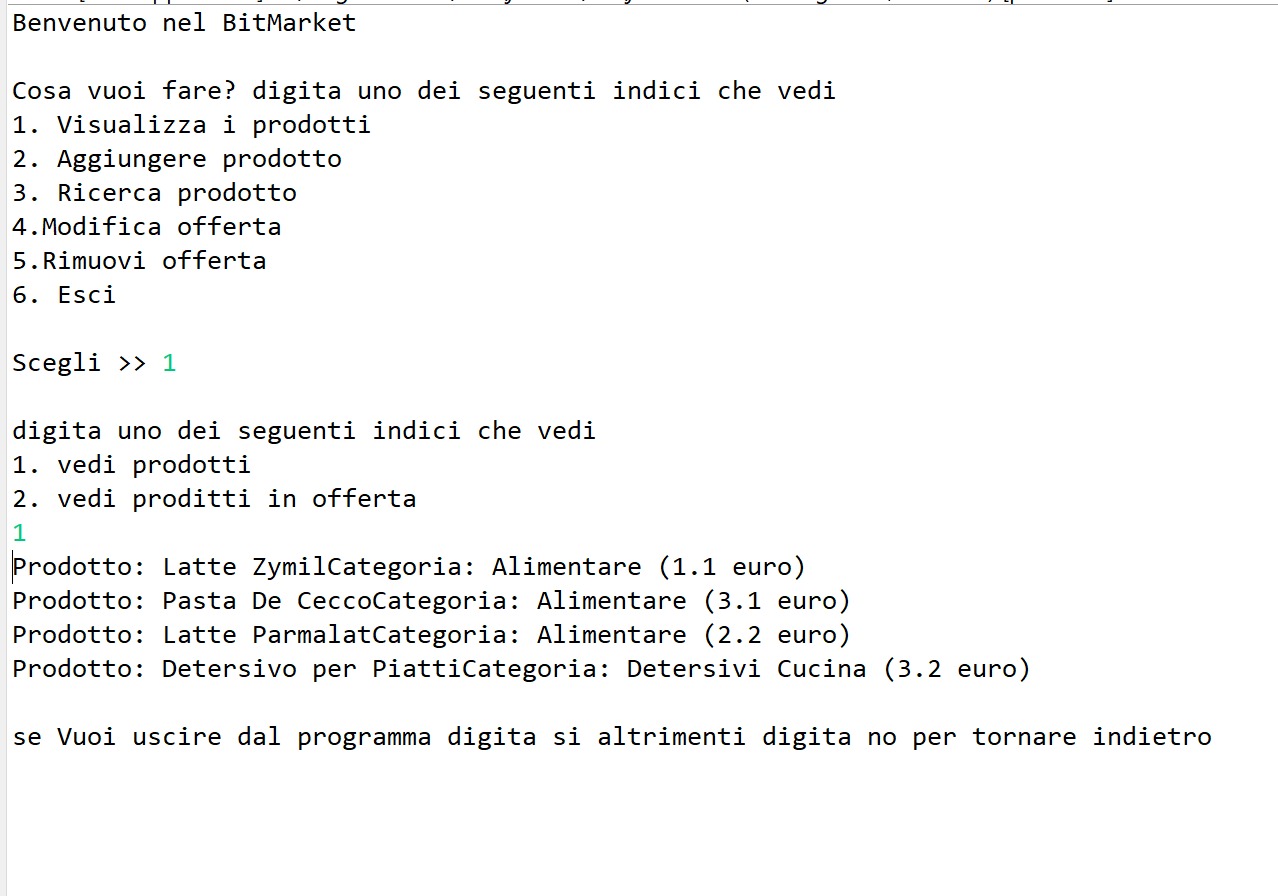 Benvenuto nel BitMarket
Cosa vuoi fare? digita uno dei seguenti indici che vedi
1. Visualizza i prodotti
2. Aggiungere prodotto
3. Ricerca prodotto
4.Modifica offerta
5.Rimuovi offerta
6. Esci
Scegli >> 1
digita uno dei seguenti indici che vedi
1. vedi prodotti
2. vedi proditti in offerta
1
Prodotto: Latte ZymilCategoria: Alimentare (1.1 euro)
Prodotto: Pasta De CeccoCategoria: Alimentare (3.1 euro)
Prodotto: Latte ParmalatCategoria: Alimentare (2.2 euro)
Prodotto: Detersivo per PiattiCategoria: Detersivi Cucina (3.2 euro)
se Vuoi uscire dal programma digita si altrimenti digita no per tornare indietro